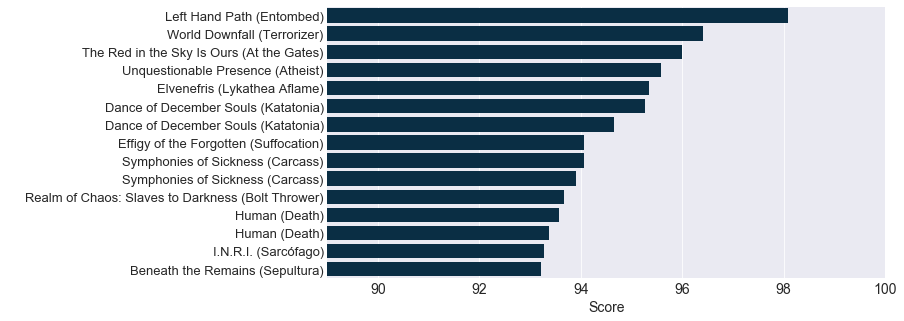 Left Hand Path (Entombed)
World Downfall (Terrorizer)
The Red in the Sky Is Ours (At the Gates)
Unquestionable Presence (Atheist)
Elvenefris (Lykathea Aflame)
Dance of December Souls (Katatonia)
Dance of December Souls (Katatonia)
Effigy of the Forgotten (Suffocation)
Symphonies of Sickness (Carcass)
Symphonies of Sickness (Carcass)
Realm of Chaos: Slaves to Darkness (Bolt Thrower)
Human (Death)
Human (Death)
I.N.R.I. (Sarcófago)
Beneath the Remains (Sepultura)
90 92 94 96 98 100
Score